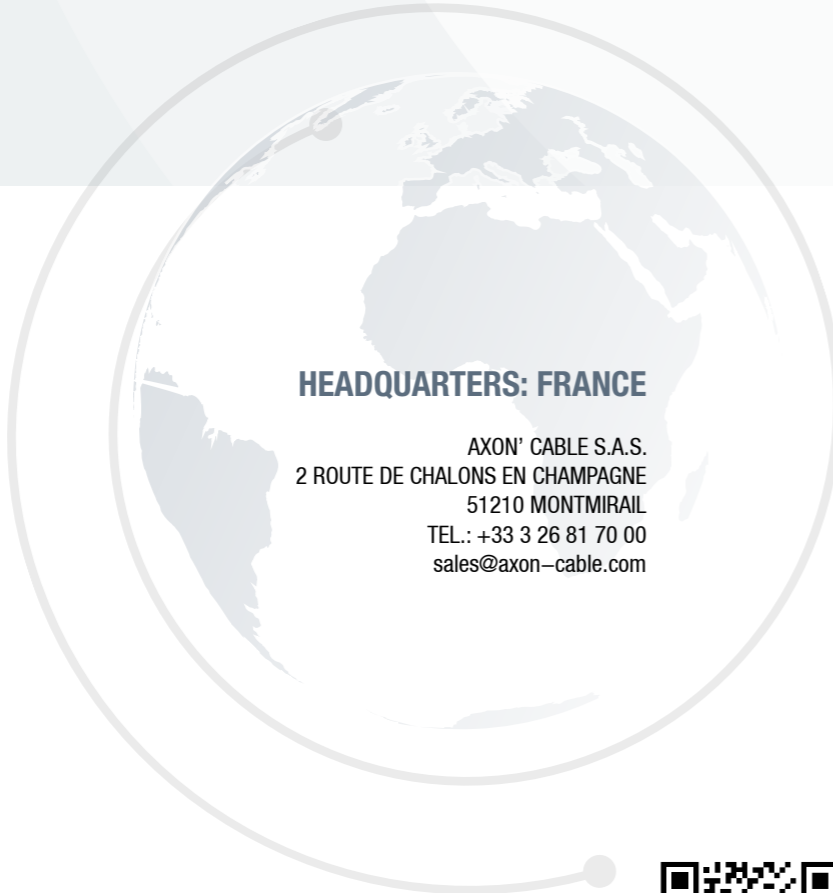 HEADQUARTERS: FRANCE
AXON’ CABLE S.A.S.
2 ROUTE DE CHALONS EN CHAMPAGNE
51210 MONTMIRAIL
TEL.: +33 3 26 81 70 00
sales@axon–cable.com